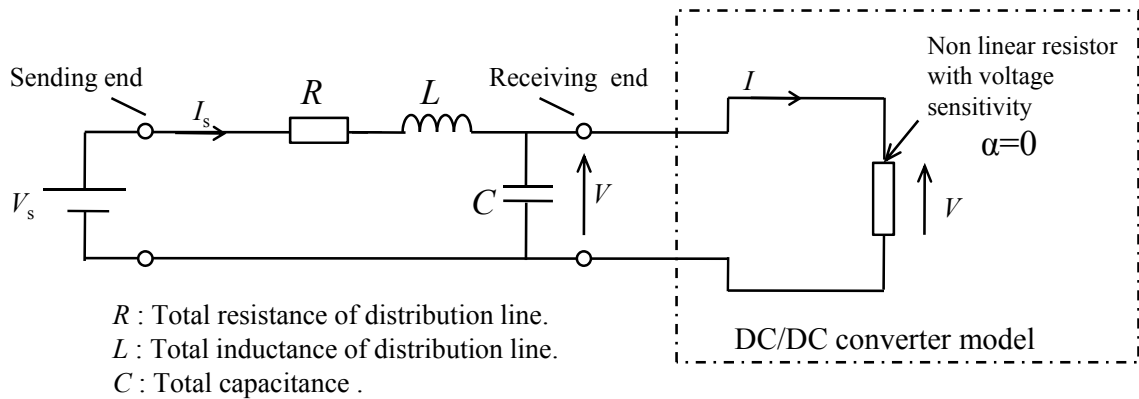 Sending end
Receiving end
Non linear resistor
with voltage
sensitivity
α=0
I
Iₛ
R
L
C
V
V
Vₛ
R : Total resistance of distribution line.
L : Total inductance of distribution line.
C : Total capacitance .
DC/DC converter model